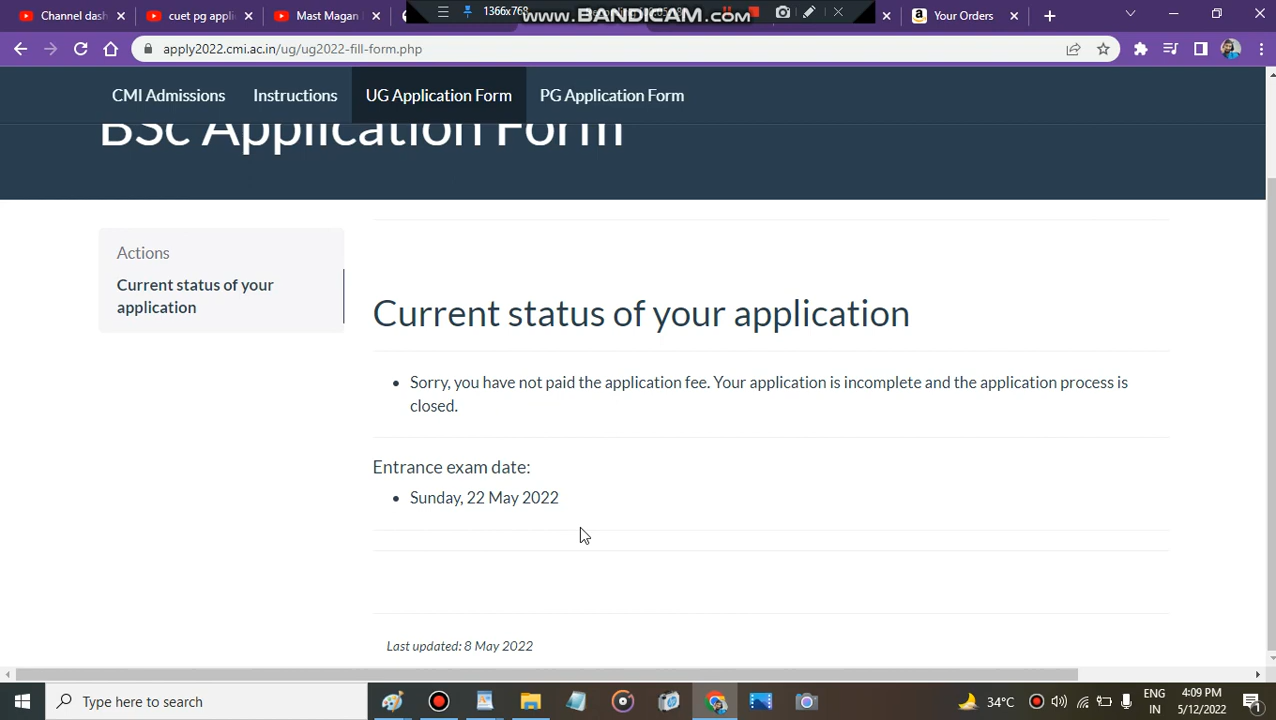 Channel dash
cuet pg appli
Mast Magan
1366x768
www.BANDICAM.com
Your Orders
apply2022.cmi.ac.in/ug/ug2022-fill-form.php
CMI Admissions
Instructions
UG Application Form
PG Application Form
BSc Application Form
Actions
Current status of your
application
Current status of your application
Sorry, you have not paid the application fee. Your application is incomplete and the application process is
closed.
Entrance exam date:
Sunday, 22 May 2022
Last updated: 8 May 2022
Type here to search
34°C
ENG
IN
4:09 PM
5/12/2022
1